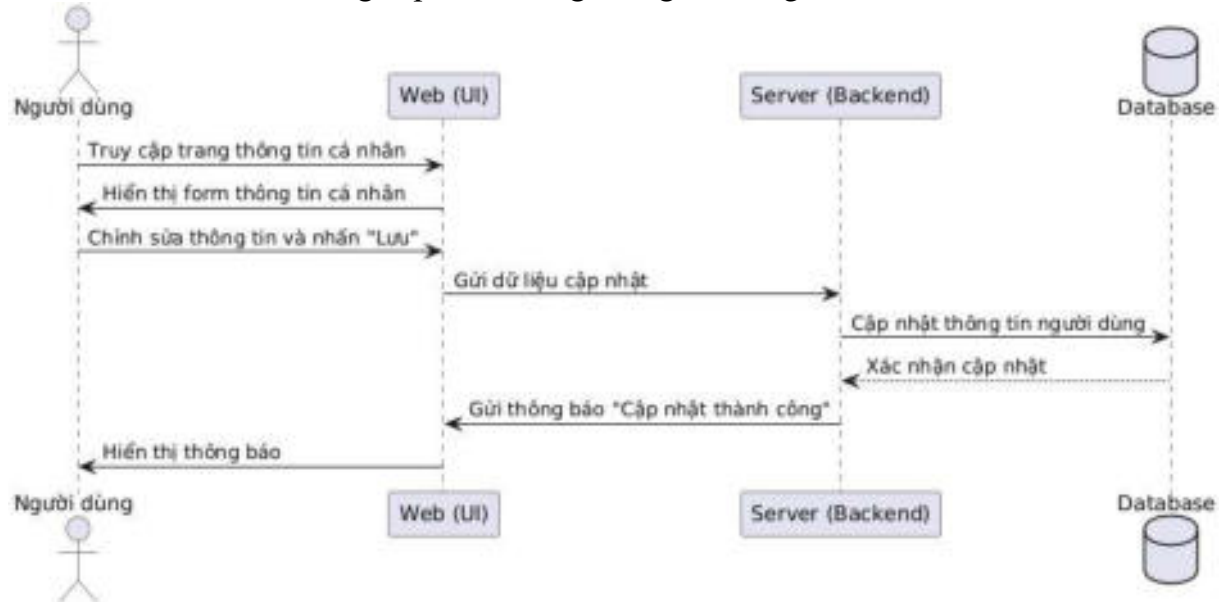 Người dùng
Web (UI)
Server (Backend)
Database
Truy cập trang thông tin cá nhân
Hiển thị form thông tin cá nhân
Chỉnh sửa thông tin và nhấn "Lưu"
Gửi dữ liệu cập nhật
Cập nhật thông tin người dùng
Xác nhận cập nhật
Gửi thông báo "Cập nhật thành công"
Hiển thị thông báo
Người dùng
Web (UI)
Server (Backend)
Database